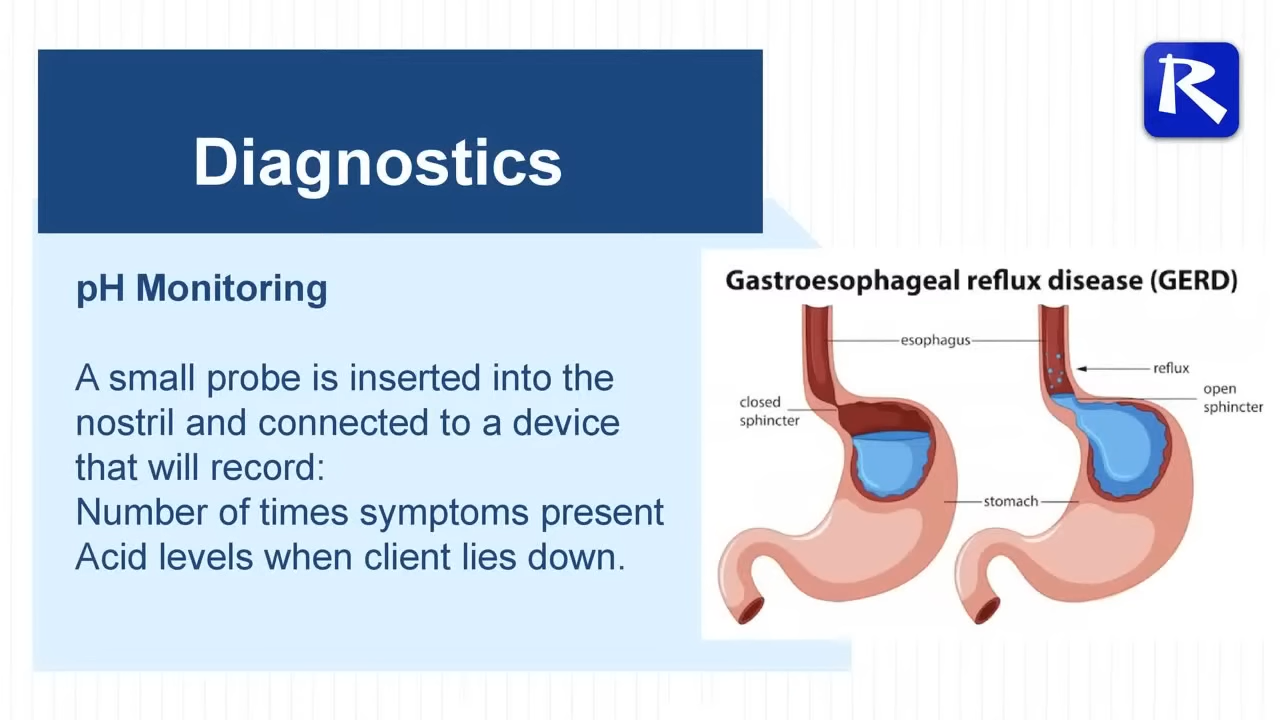 Diagnostics
R
pH Monitoring
A small probe is inserted into the
nostril and connected to a device
that will record:
Number of times symptoms present
Acid levels when client lies down.
Gastroesophageal reflux disease (GERD)
esophagus
reflux
closed
sphincter
open
sphincter
stomach